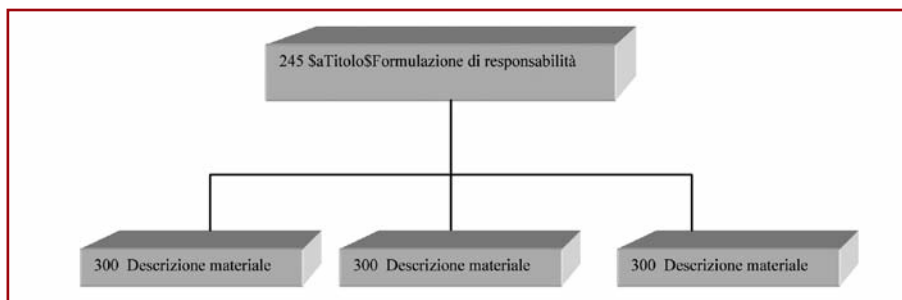 245 $aTitolo$Formulazione di responsabilità
300 Descrizione materiale
300 Descrizione materiale
300 Descrizione materiale